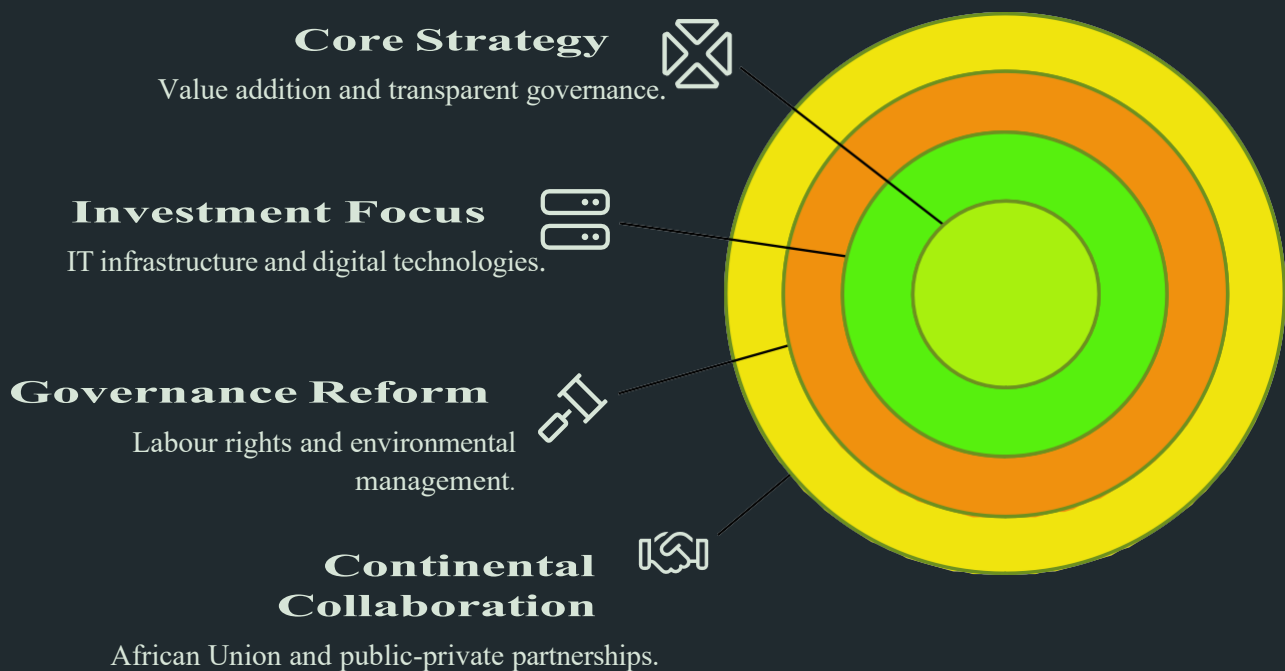 Core Strategy
Value addition and transparent governance.
Investment Focus
IT infrastructure and digital technologies.
Governance Reform
Labour rights and environmental
management.
Continental
Collaboration
African Union and public-private partnerships.